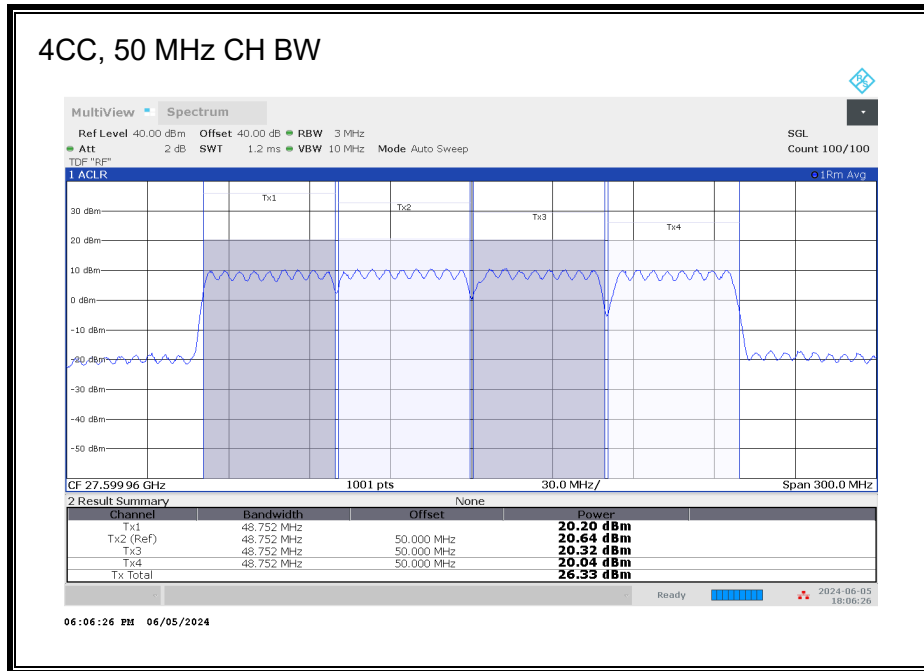 4CC, 50 MHz CH BW
R&S
MultiView Spectrum
Ref Level 40.00 dBm Offset 40.00 dB RBW 3 MHz SGL
Att 2 dB SWT 1.2 ms VBW 10 MHz Mode Auto Sweep Count 100/100
TDF "RF"
1 ACLR 1Rm Avg
Tx1
Tx2
Tx3
Tx4
30 dBm
20 dBm
10 dBm
0 dBm
-10 dBm
-20 dBm
-30 dBm
-40 dBm
-50 dBm
CF 27.599 96 GHz 1001 pts 30.0 MHz/ Span 300.0 MHz
2 Result Summary None
Channel Bandwidth Offset Power
Tx1 48.752 MHz 20.20 dBm
Tx2 (Ref) 48.752 MHz 50.000 MHz 20.64 dBm
Tx3 48.752 MHz 50.000 MHz 20.32 dBm
Tx4 48.752 MHz 50.000 MHz 20.04 dBm
Tx Total 26.33 dBm
Ready 2024-06-05
18:06:26
06:06:26 PM 06/05/2024